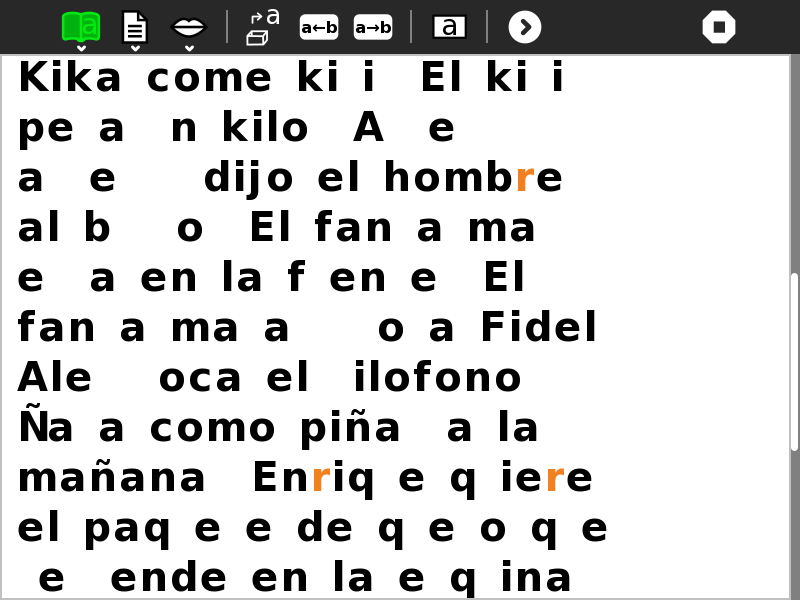 a a a←b a→b a
Kika come ki i El ki i
pe a n kilo A e
a e dijo el hombre
al b o El fan a ma
e a en la f en e El
fan a ma a o a Fidel
Ale oca el ilofono
Ña a como piña a la
mañana Enriq e q iere
el paq e e de q e o q e
e ende en la e q ina